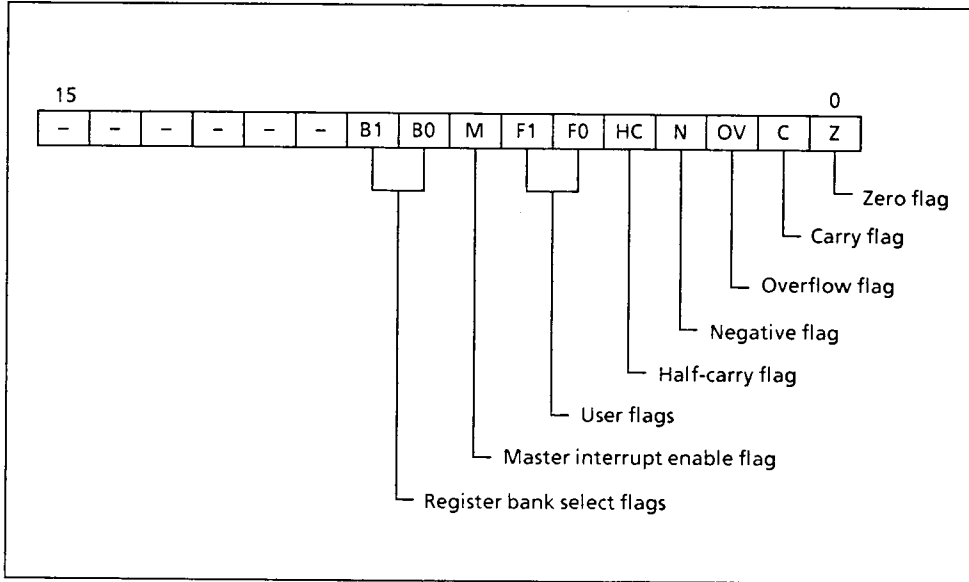 15 0
– – – – – – B1 B0 M F1 F0 HC N OV C Z
Zero flag
Carry flag
Overflow flag
Negative flag
Half-carry flag
User flags
Master interrupt enable flag
Register bank select flags